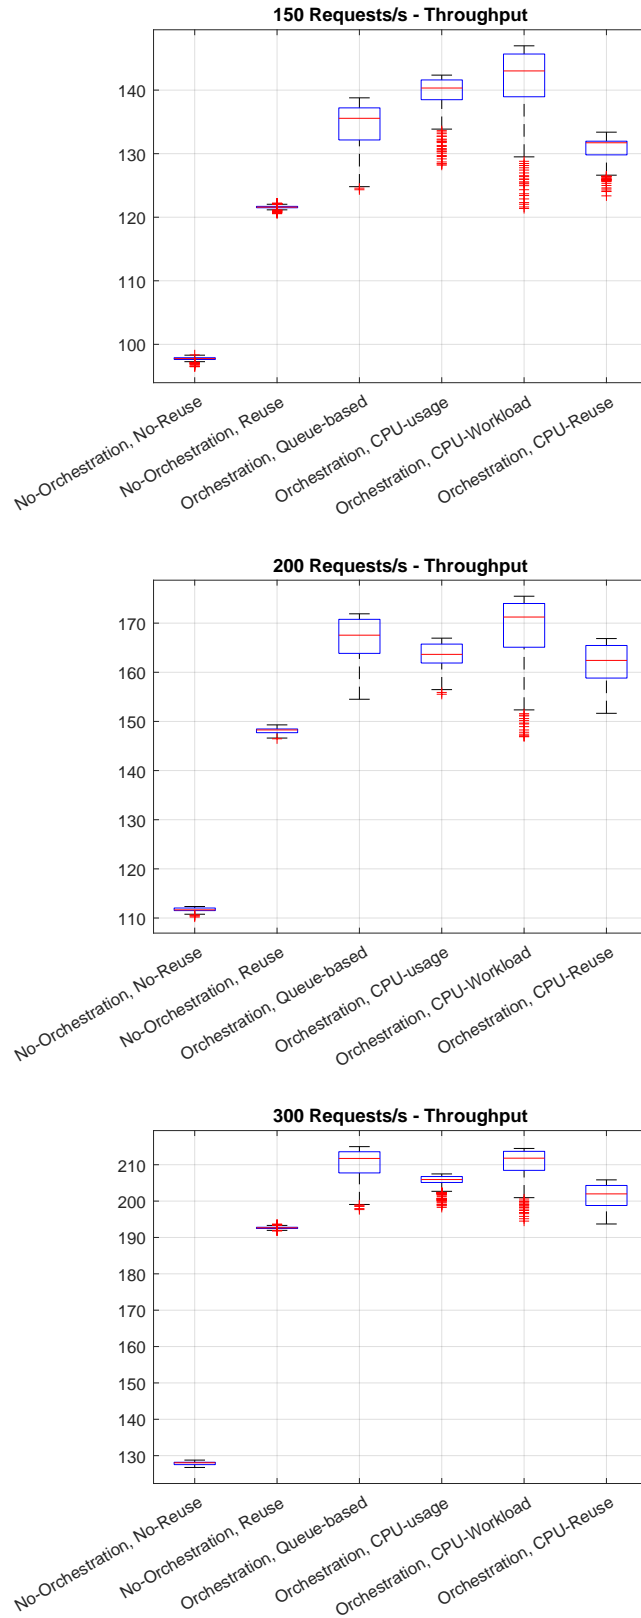 150 Requests/s - Throughput
140
130
120
110
100
No-Orchestration, No-Reuse
No-Orchestration, Reuse
Orchestration, Queue-based
Orchestration, CPU-usage
Orchestration, CPU-Workload
Orchestration, CPU-Reuse
200 Requests/s - Throughput
170
160
150
140
130
120
110
No-Orchestration, No-Reuse
No-Orchestration, Reuse
Orchestration, Queue-based
Orchestration, CPU-usage
Orchestration, CPU-Workload
Orchestration, CPU-Reuse
300 Requests/s - Throughput
210
200
190
180
170
160
150
140
130
No-Orchestration, No-Reuse
No-Orchestration, Reuse
Orchestration, Queue-based
Orchestration, CPU-usage
Orchestration, CPU-Workload
Orchestration, CPU-Reuse